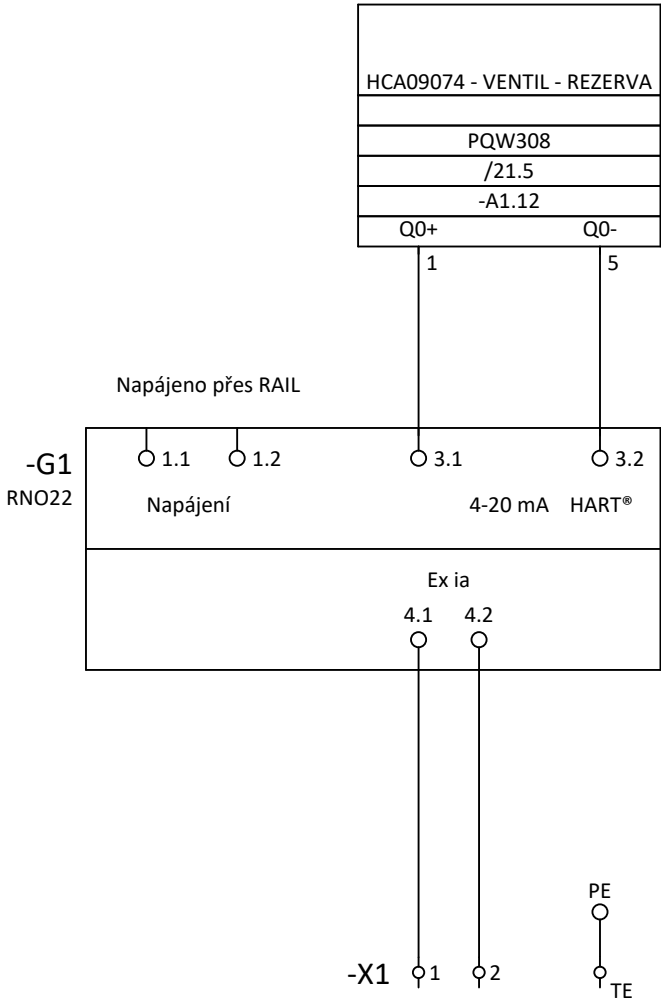 HCA09074 - VENTIL - REZERVA
PQW308
/21.5
-A1.12
Q0+ Q0-
1 5
Napájeno přes RAIL
-G1 1.1 1.2 3.1 3.2
RNO22 Napájení 4-20 mA HART®
Ex ia
4.1 4.2
PE
-X1 1 2
TE